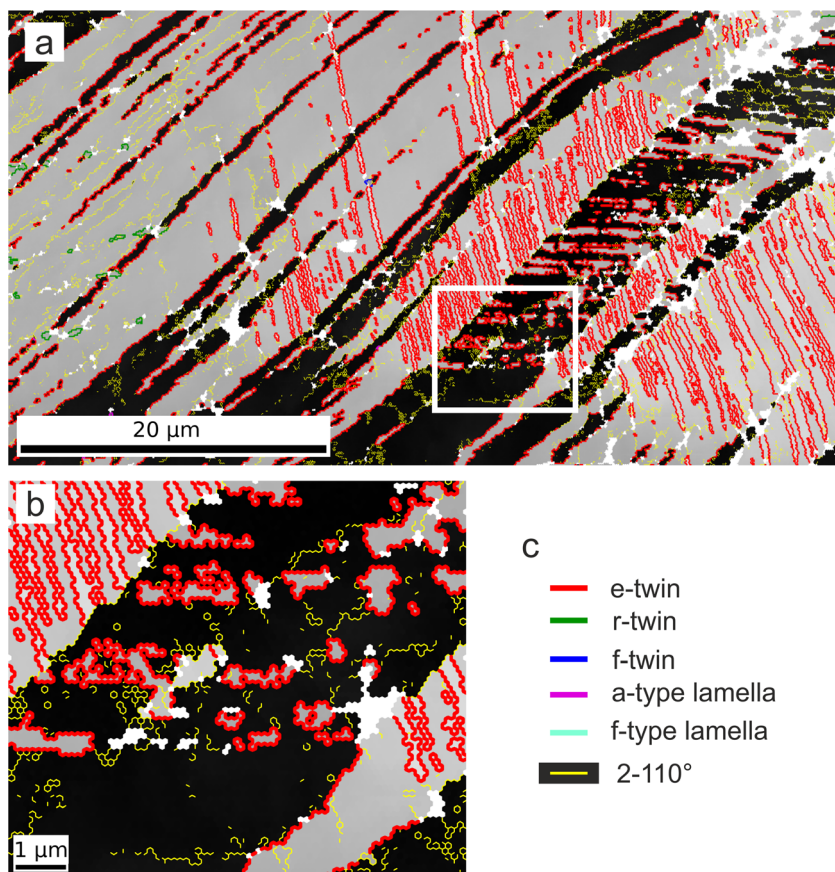 a
20 μm
b
1 μm
c
e-twin
r-twin
f-twin
a-type lamella
f-type lamella
2-110°